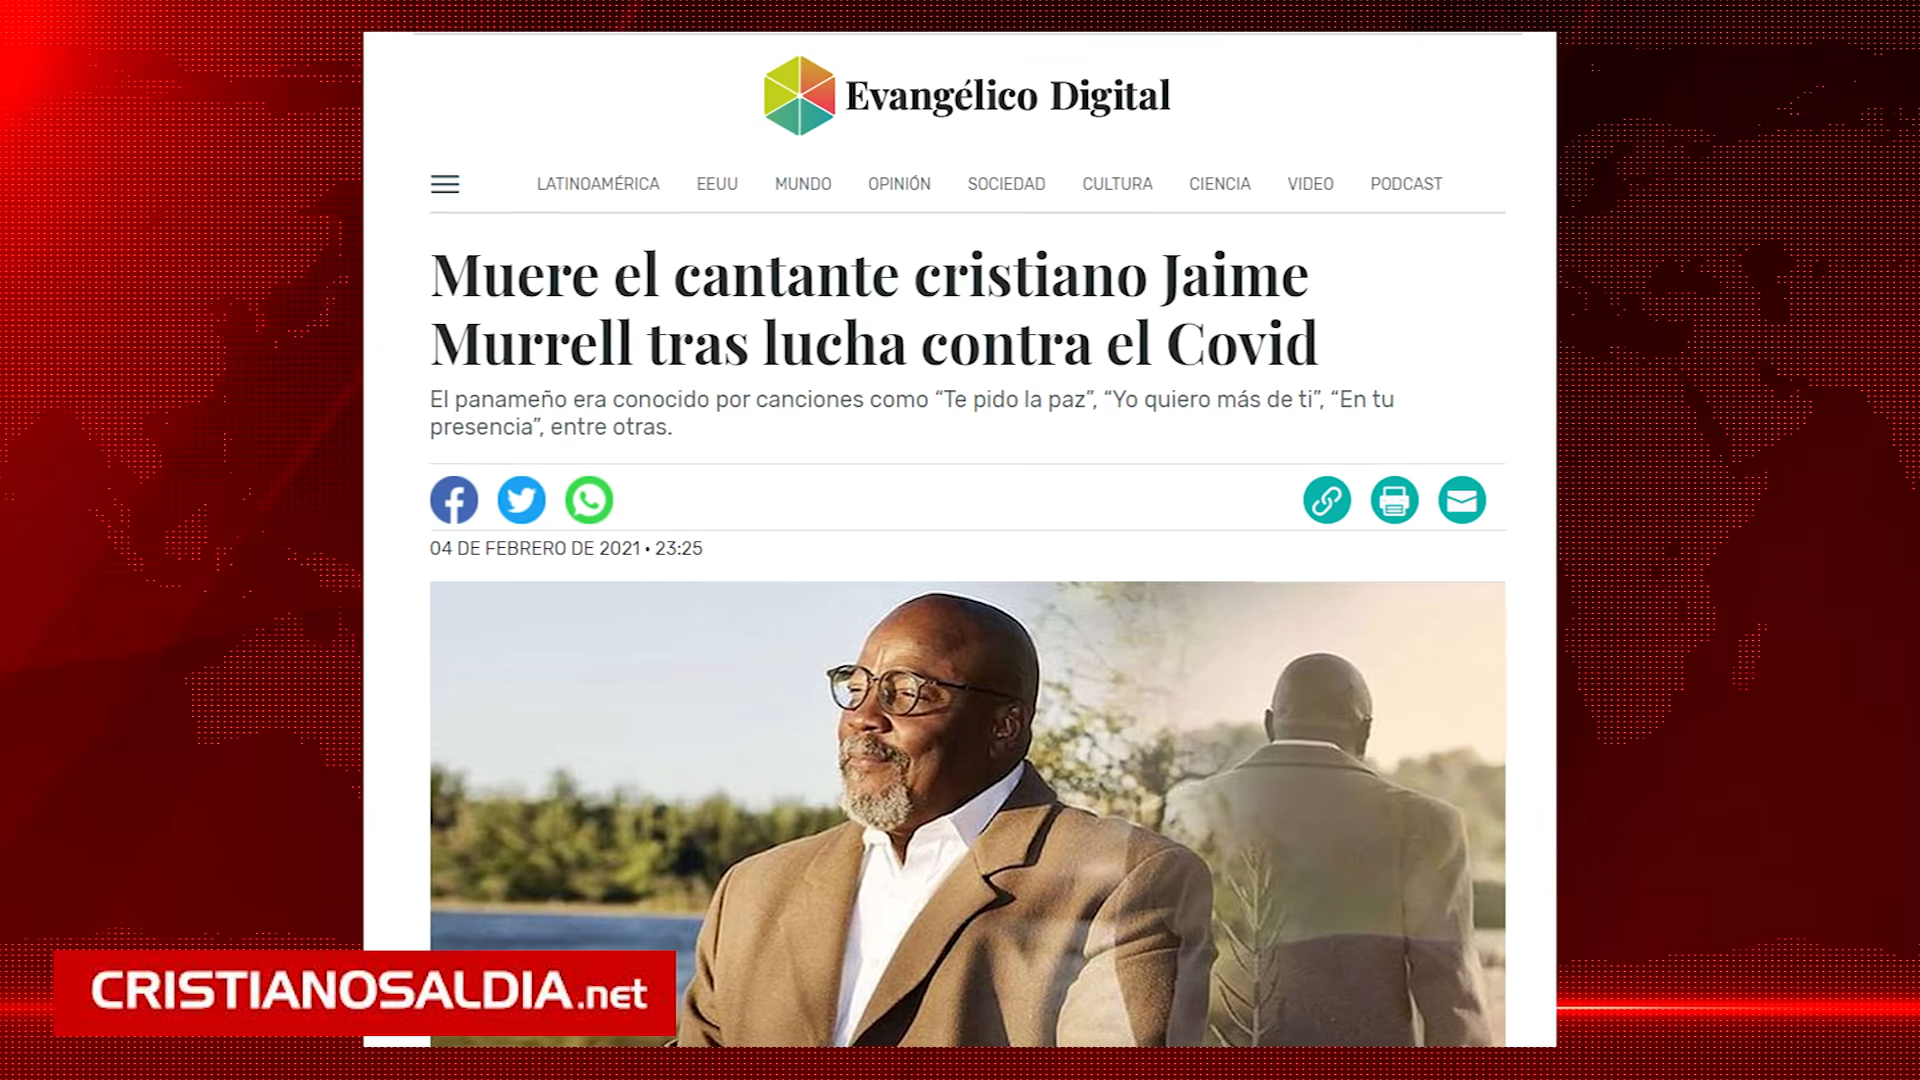 Evangélico Digital
LATINOAMÉRICA EEUU MUNDO OPINIÓN SOCIEDAD CULTURA CIENCIA VIDEO PODCAST
Muere el cantante cristiano Jaime
Murrell tras lucha contra el Covid
El panameño era conocido por canciones como “Te pido la paz”, “Yo quiero más de ti”, “En tu
presencia”, entre otras.
04 DE FEBRERO DE 2021 • 23:25
CRISTIANOSALDIA.net